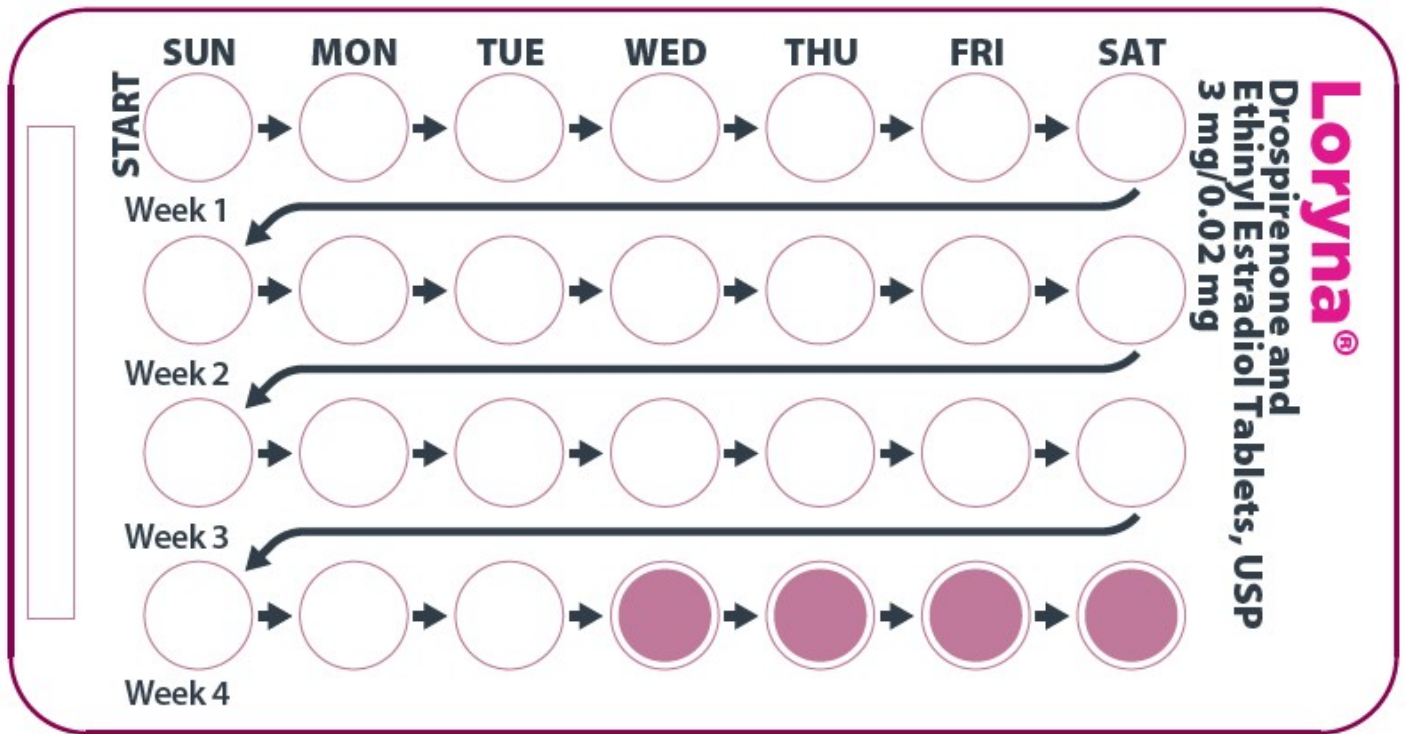 SUN MON TUE WED THU FRI SAT
START
Week 1
Week 2
Week 3
Week 4
Loryna®
Drospirenone and
Ethinyl Estradiol Tablets, USP
3 mg/0.02 mg